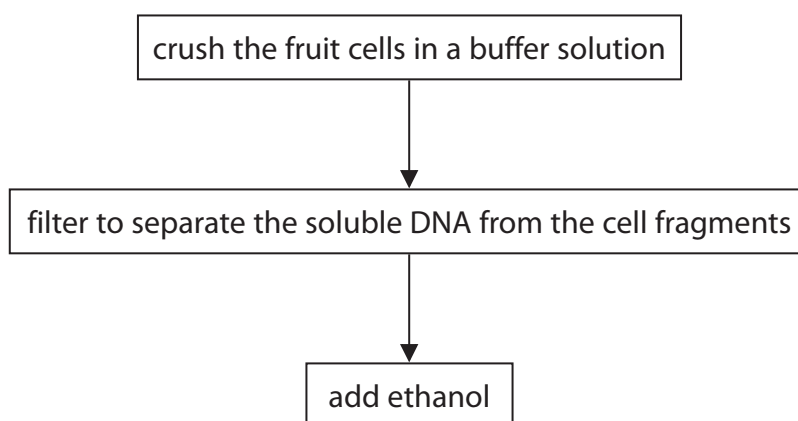 crush the fruit cells in a buffer solution
filter to separate the soluble DNA from the cell fragments
add ethanol